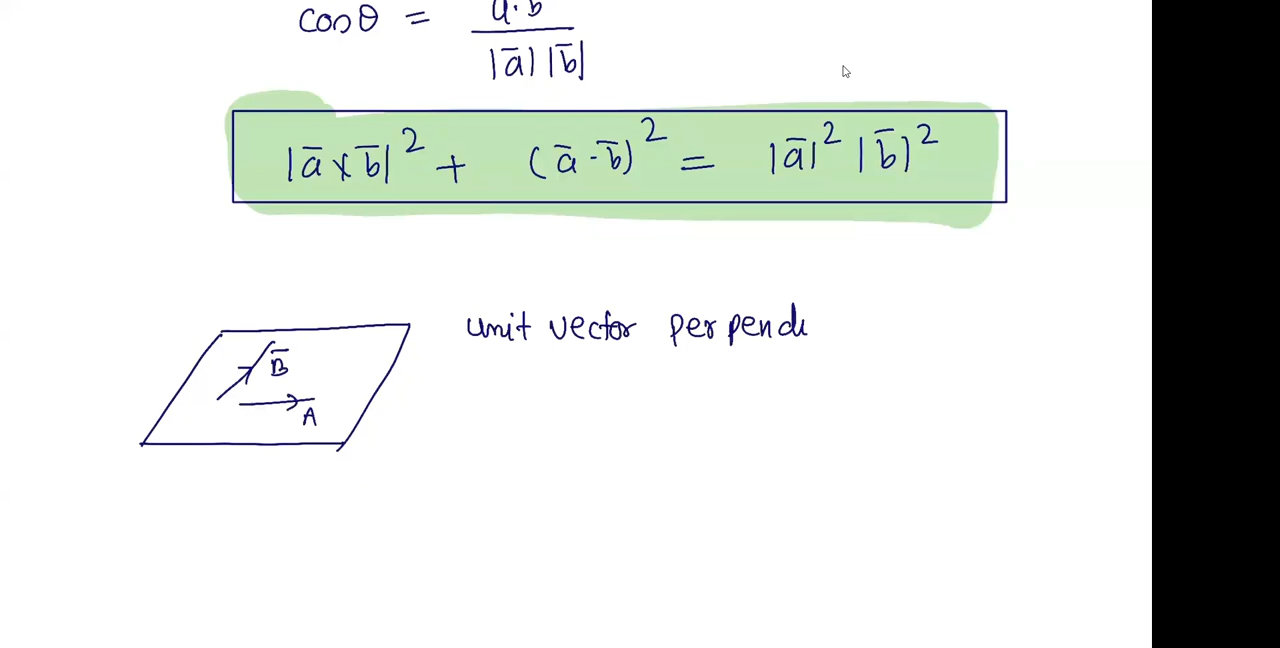 cosθ = a̅·b̅ / |a̅| |b̅|
|a̅ × b̅|² + (a̅ · b̅)² = |a̅|² |b̅|²
unit vector perpendi
B̅
A